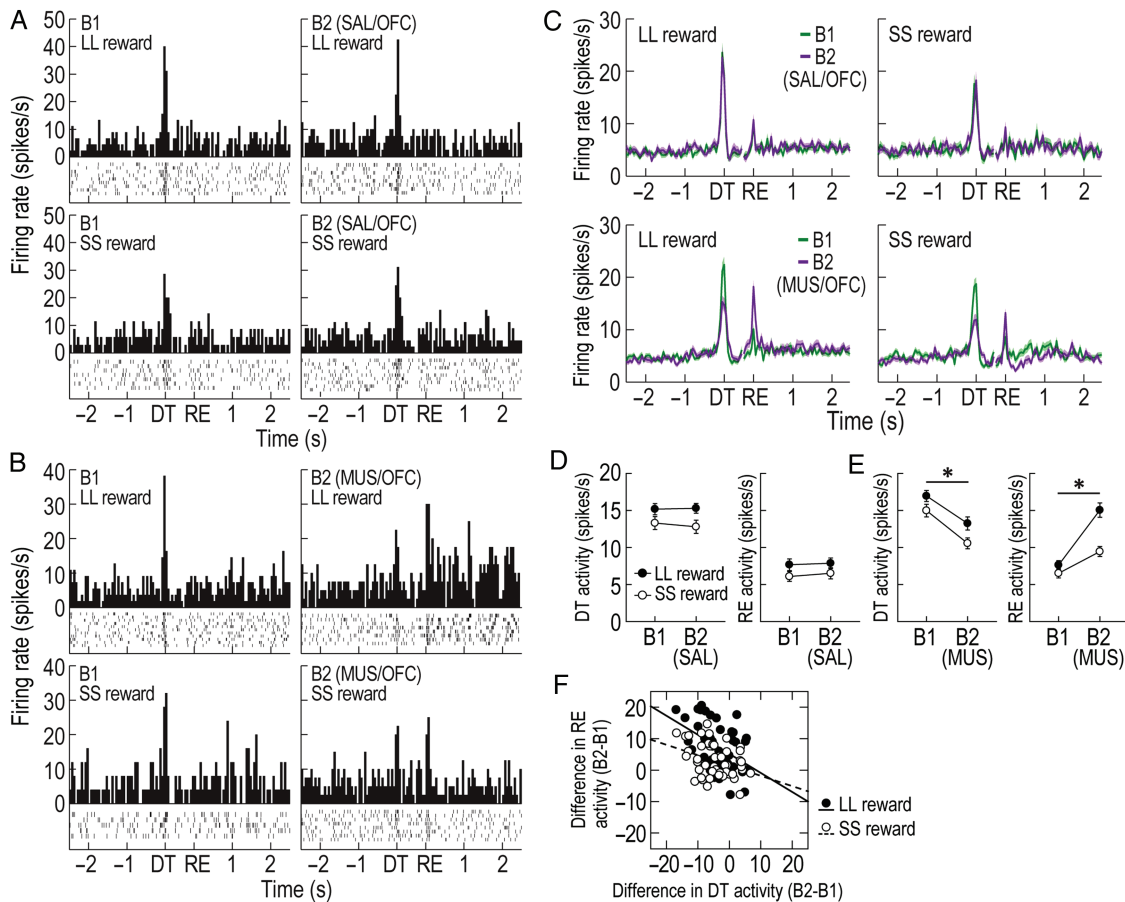 A
Firing rate (spikes/s)
50
40
30
20
10
0
B1
LL reward
B2 (SAL/OFC)
LL reward
50
40
30
20
10
0
B1
SS reward
B2 (SAL/OFC)
SS reward
−2 −1 DT RE 1 2
−2 −1 DT RE 1 2
Time (s)
B
Firing rate (spikes/s)
40
30
20
10
0
B1
LL reward
B2 (MUS/OFC)
LL reward
40
30
20
10
0
B1
SS reward
B2 (MUS/OFC)
SS reward
−2 −1 DT RE 1 2
−2 −1 DT RE 1 2
Time (s)
C
Firing rate (spikes/s)
30
20
10
0
LL reward
B1
B2
(SAL/OFC)
SS reward
−2 −1 DT RE 1 2
−2 −1 DT RE 1 2
Firing rate (spikes/s)
30
20
10
0
LL reward
B1
B2
(MUS/OFC)
SS reward
−2 −1 DT RE 1 2
−2 −1 DT RE 1 2
Time (s)
D
DT activity (spikes/s)
20
15
10
5
0
LL reward
SS reward
B1 B2
(SAL)
RE activity (spikes/s)
B1 B2
(SAL)
E
DT activity (spikes/s)
*
B1 B2
(MUS)
RE activity (spikes/s)
*
B1 B2
(MUS)
F
Difference in RE
activity (B2-B1)
20
10
0
−10
−20
−20 −10 0 10 20
Difference in DT activity (B2-B1)
LL reward
SS reward